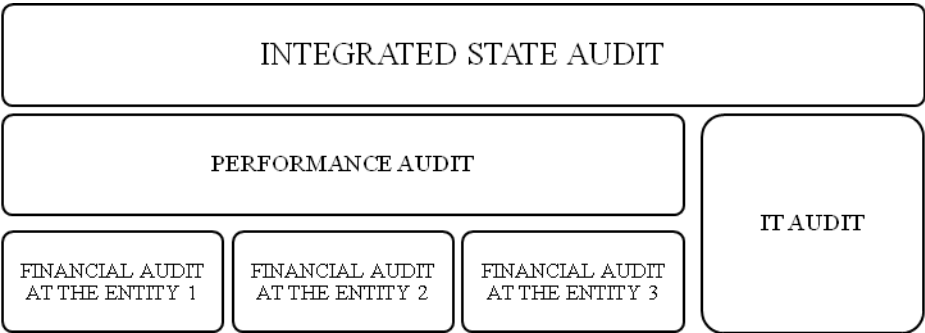 INTEGRATED STATE AUDIT
PERFORMANCE AUDIT
IT AUDIT
FINANCIAL AUDIT
AT THE ENTITY 1
FINANCIAL AUDIT
AT THE ENTITY 2
FINANCIAL AUDIT
AT THE ENTITY 3